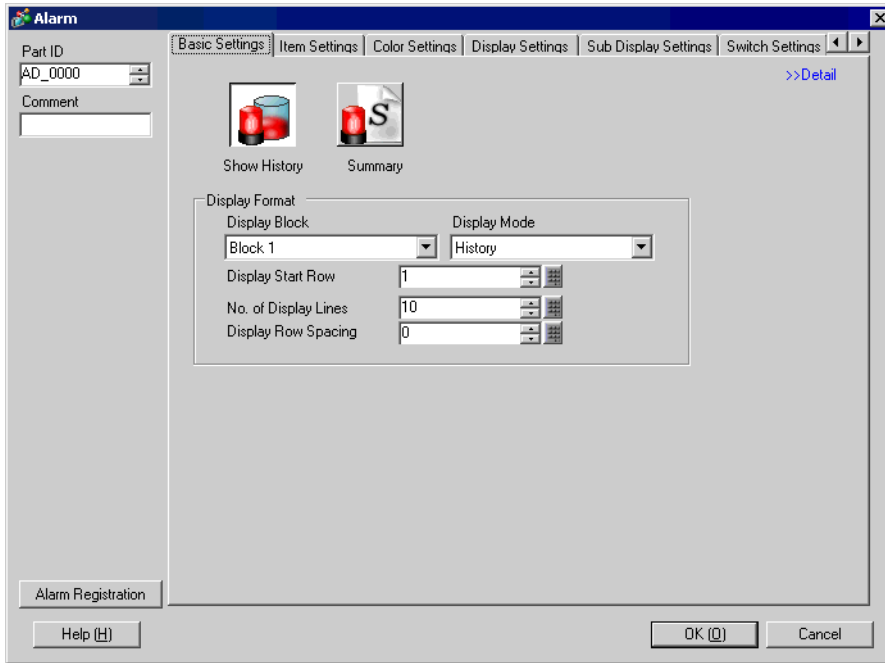 Alarm
Part ID
AD_0000
Comment
Alarm Registration
Help (H)
Basic Settings
Item Settings
Color Settings
Display Settings
Sub Display Settings
Switch Settings
>>Detail
S
Show History
Summary
Display Format
Display Block
Display Mode
Block 1
History
Display Start Row
1
No. of Display Lines
10
Display Row Spacing
0
OK (O)
Cancel